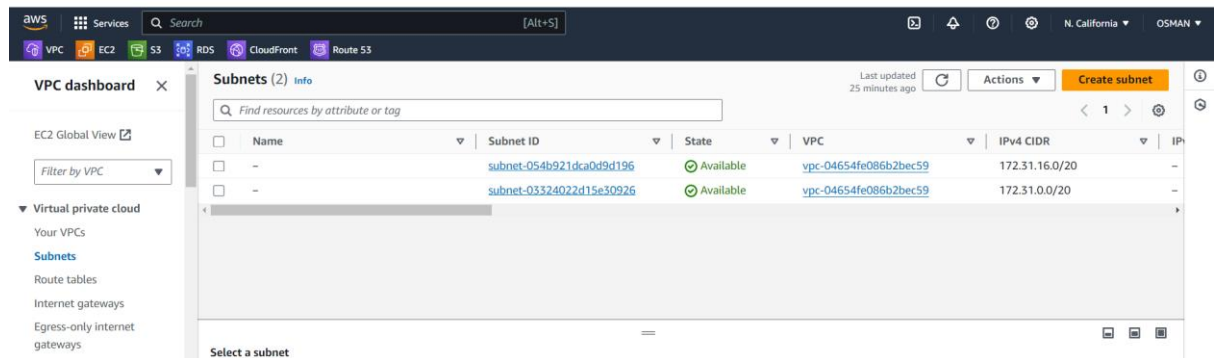 aws Services Search [Alt+S] N. California ▼ OSMAN ▼
VPC EC2 S3 RDS CloudFront Route 53
VPC dashboard
EC2 Global View
Filter by VPC
Virtual private cloud
Your VPCs
Subnets
Route tables
Internet gateways
Egress-only internet
gateways
Subnets (2) Info
Last updated
25 minutes ago
Actions ▼ Create subnet
Find resources by attribute or tag
< 1 >
Name Subnet ID State VPC IPv4 CIDR
– subnet-054b921dca0d9d196 Available vpc-04654fe086b2bec59 172.31.16.0/20 –
– subnet-03324022d15e30926 Available vpc-04654fe086b2bec59 172.31.0.0/20 –
Select a subnet